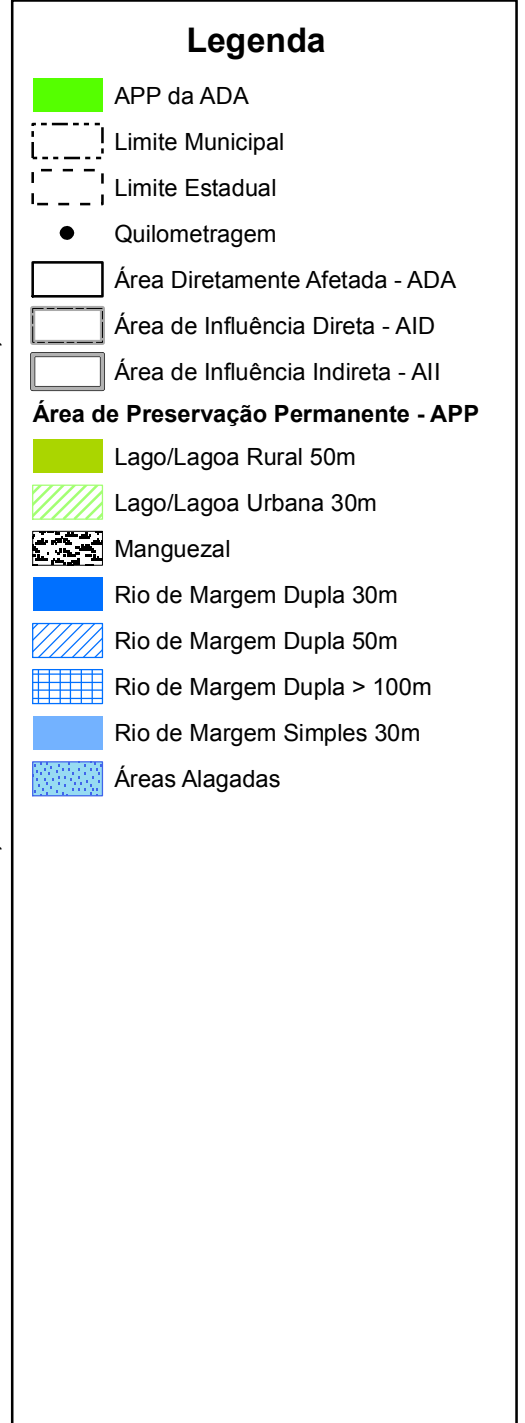 Legenda
APP da ADA
Limite Municipal
Limite Estadual
Quilometragem
Área Diretamente Afetada - ADA
Área de Influência Direta - AID
Área de Influência Indireta - AII
Área de Preservação Permanente - APP
Lago/Lagoa Rural 50m
Lago/Lagoa Urbana 30m
Manguezal
Rio de Margem Dupla 30m
Rio de Margem Dupla 50m
Rio de Margem Dupla > 100m
Rio de Margem Simples 30m
Áreas Alagadas